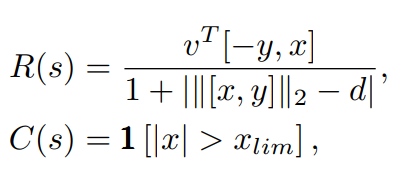 R(s) = \frac{v^T[-y, x]}{1 + |\|[x, y]\|_2 - d|},
C(s) = \mathbf{1}[|x| > x_{lim}],